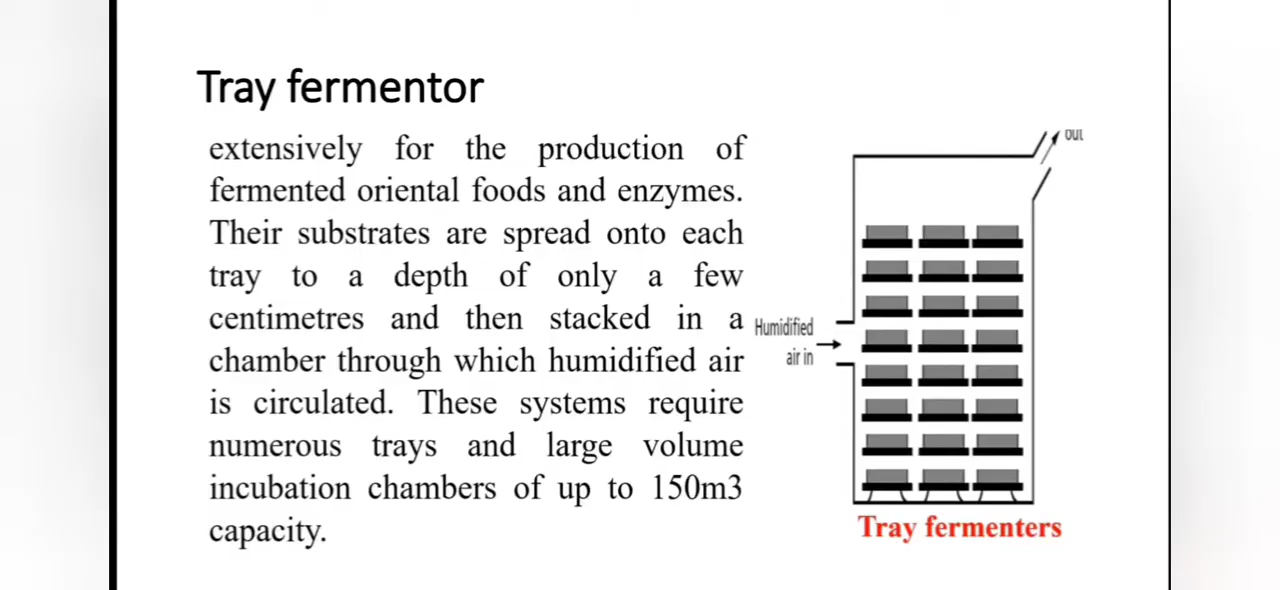 Tray fermentor
extensively for the production of
fermented oriental foods and enzymes.
Their substrates are spread onto each
tray to a depth of only a few
centimetres and then stacked in a
chamber through which humidified air
is circulated. These systems require
numerous trays and large volume
incubation chambers of up to 150m3
capacity.
out
Humidified
air in
Tray fermenters